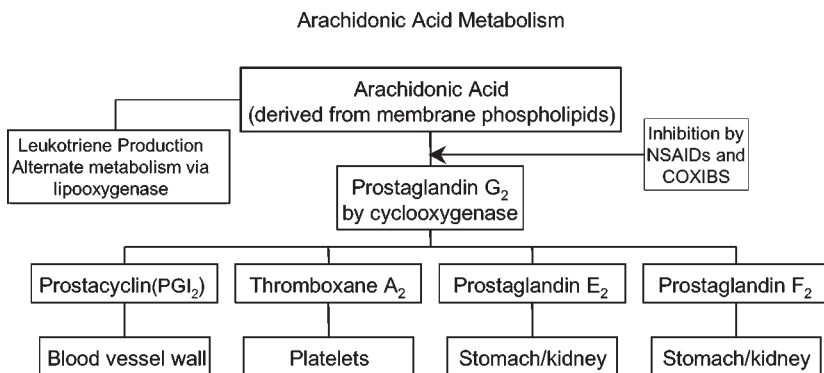 Arachidonic Acid Metabolism
Arachidonic Acid
(derived from membrane phospholipids)
Leukotriene Production
Alternate metabolism via
lipooxygenase
Inhibition by
NSAIDs and
COXIBS
Prostaglandin G₂
by cyclooxygenase
Prostacyclin(PGI₂)
Thromboxane A₂
Prostaglandin E₂
Prostaglandin F₂
Blood vessel wall
Platelets
Stomach/kidney
Stomach/kidney